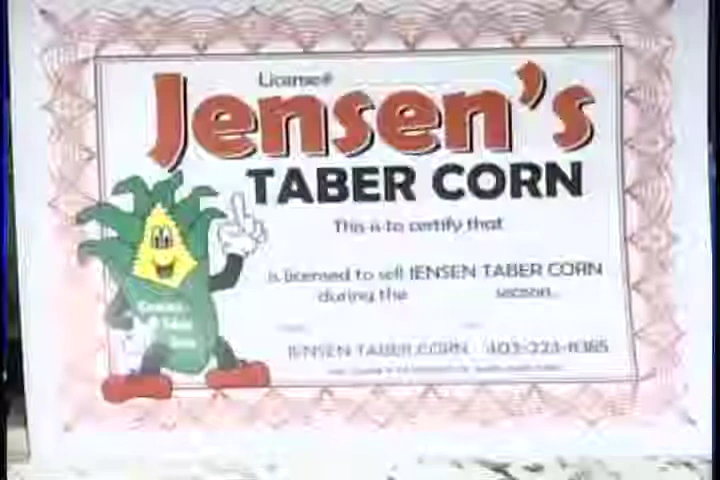 License#
Jensen's
TABER CORN
This is to certify that
is licensed to sell JENSEN TABER CORN
during the season.
JENSEN TABER CORN 403-223-8385